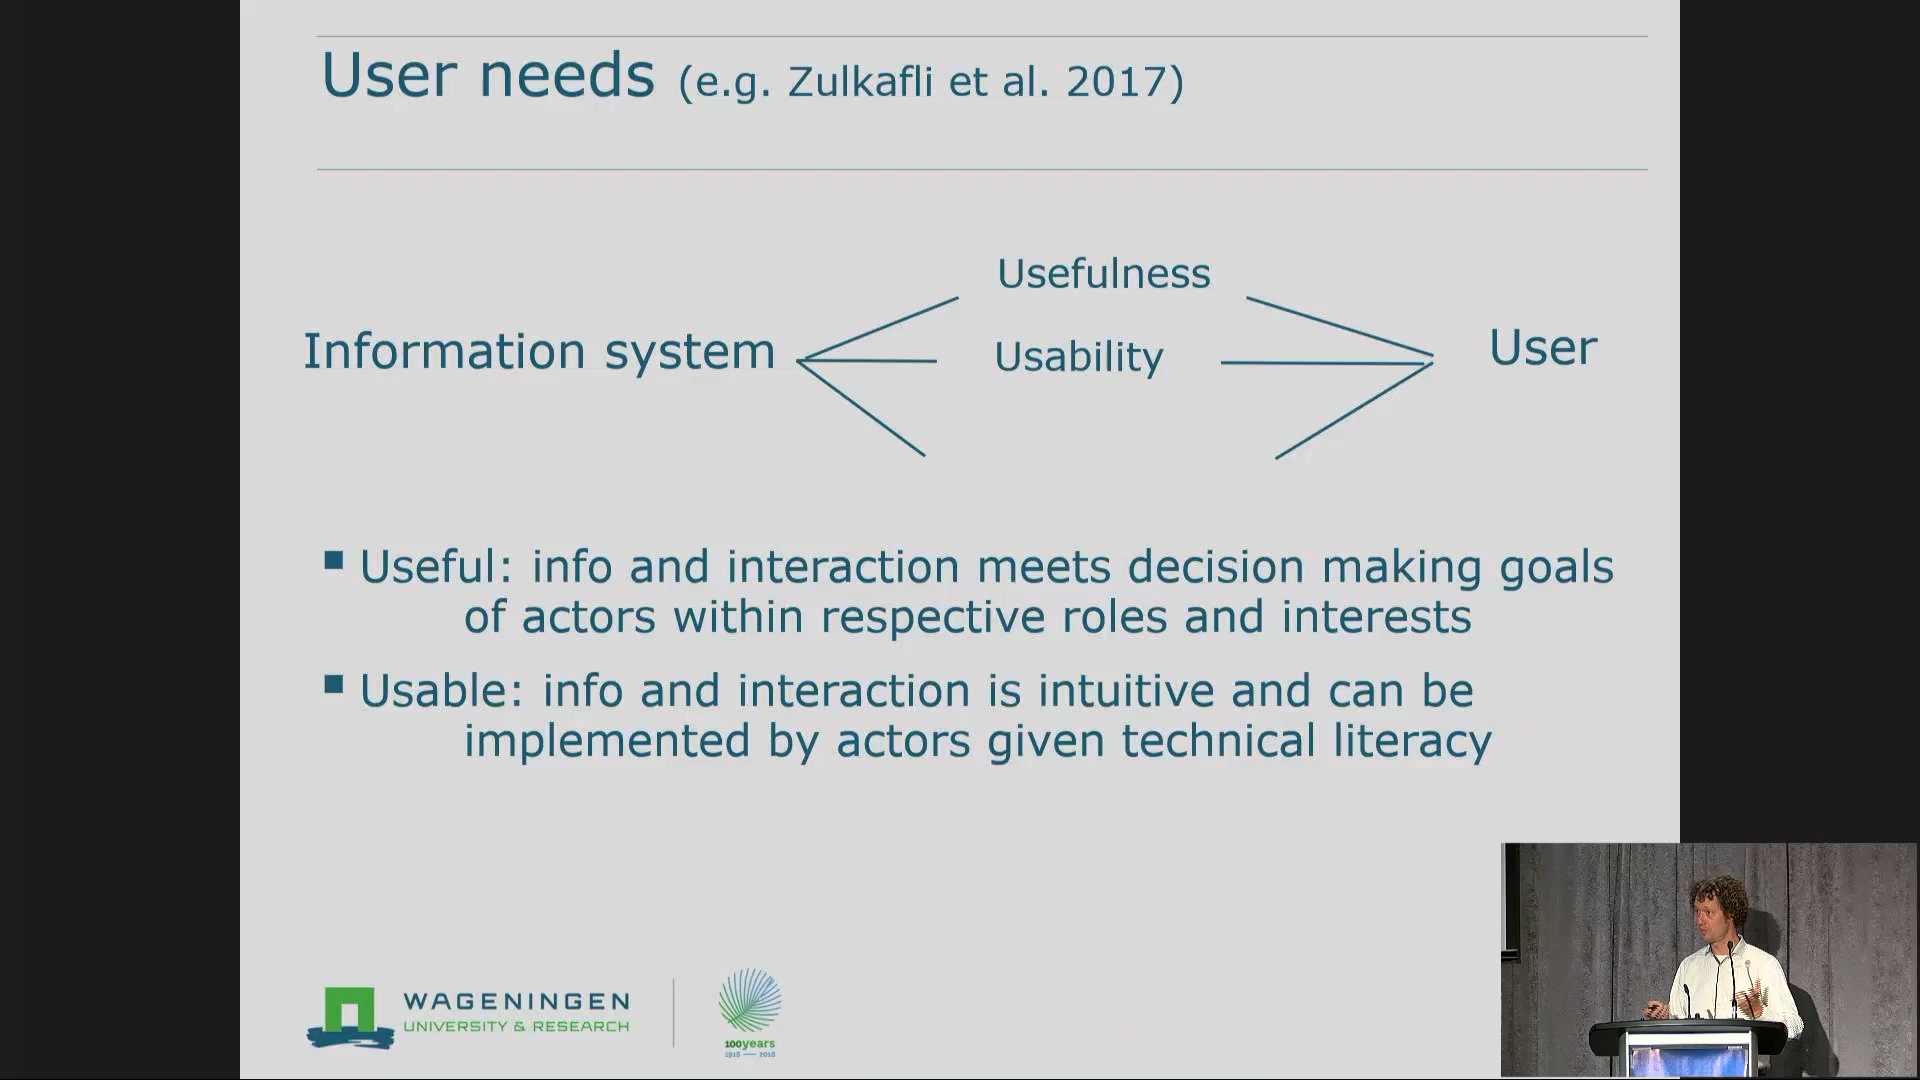 User needs (e.g. Zulkafli et al. 2017)
Usefulness
Information system
Usability
User
Useful: info and interaction meets decision making goals
of actors within respective roles and interests
Usable: info and interaction is intuitive and can be
implemented by actors given technical literacy
WAGENINGEN
UNIVERSITY & RESEARCH
100years
1918 — 2018